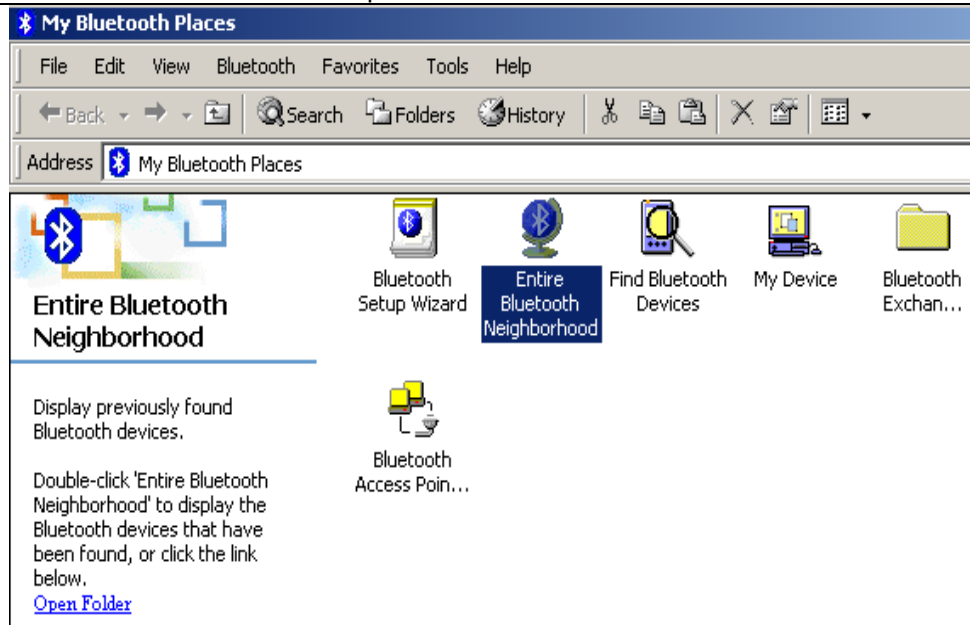 My Bluetooth Places
File Edit View Bluetooth Favorites Tools Help
Back Search Folders History
Address My Bluetooth Places
Entire Bluetooth
Neighborhood
Display previously found
Bluetooth devices.
Double-click 'Entire Bluetooth
Neighborhood' to display the
Bluetooth devices that have
been found, or click the link
below.
Open Folder
Bluetooth
Setup Wizard
Entire
Bluetooth
Neighborhood
Find Bluetooth
Devices
My Device
Bluetooth
Exchan...
Bluetooth
Access Poin...